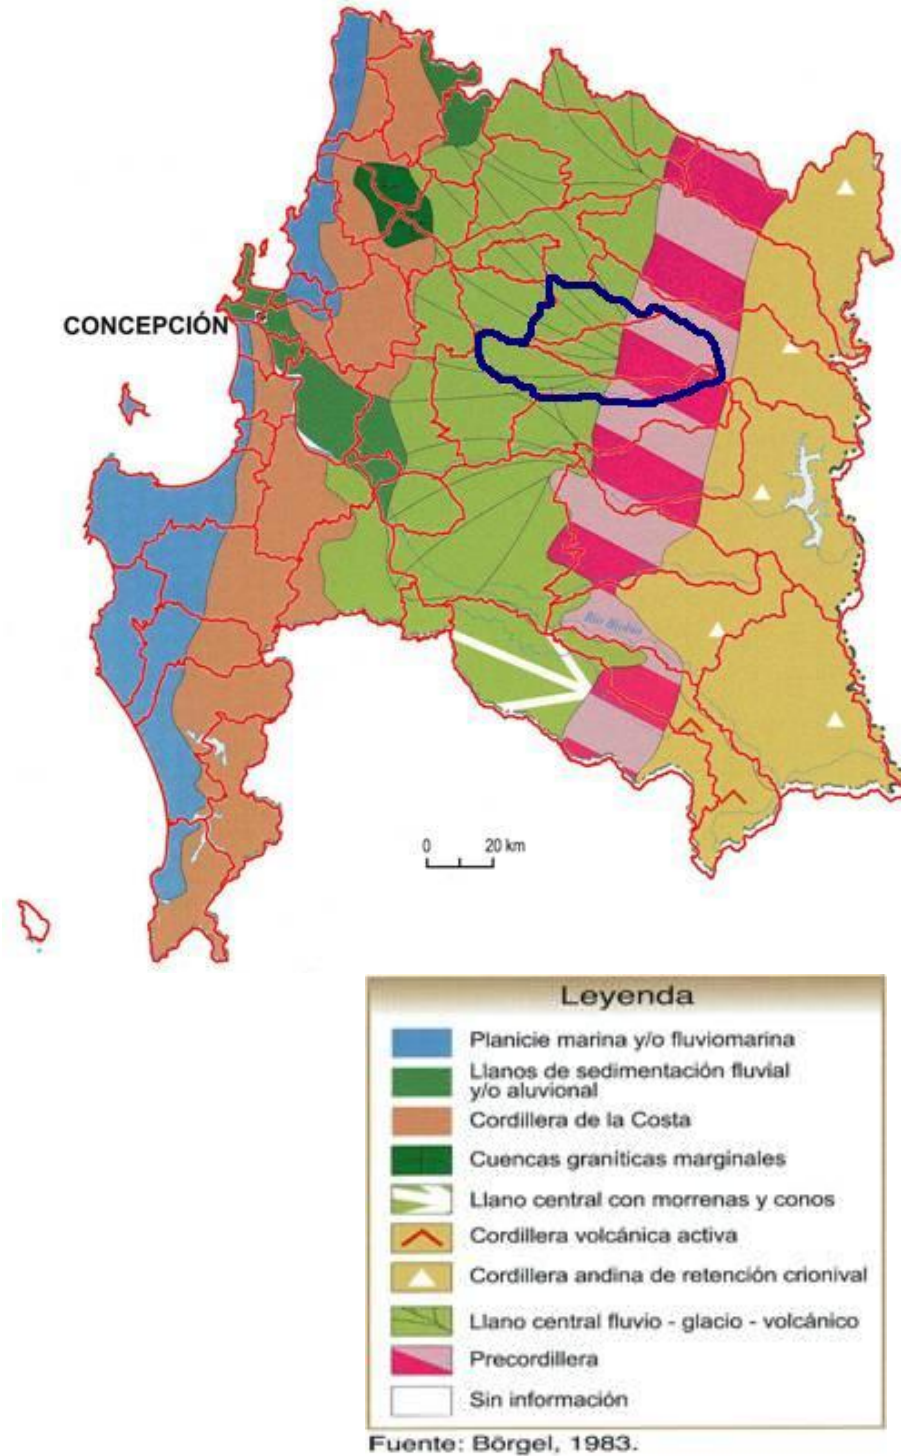 CONCEPCIÓN
Río Biobío
0 20 km
Leyenda
Planicie marina y/o fluviomarina
Llanos de sedimentación fluvial
y/o aluvional
Cordillera de la Costa
Cuencas graníticas marginales
Llano central con morrenas y conos
Cordillera volcánica activa
Cordillera andina de retención crionival
Llano central fluvio - glacio - volcánico
Precordillera
Sin información
Fuente: Börgel, 1983.